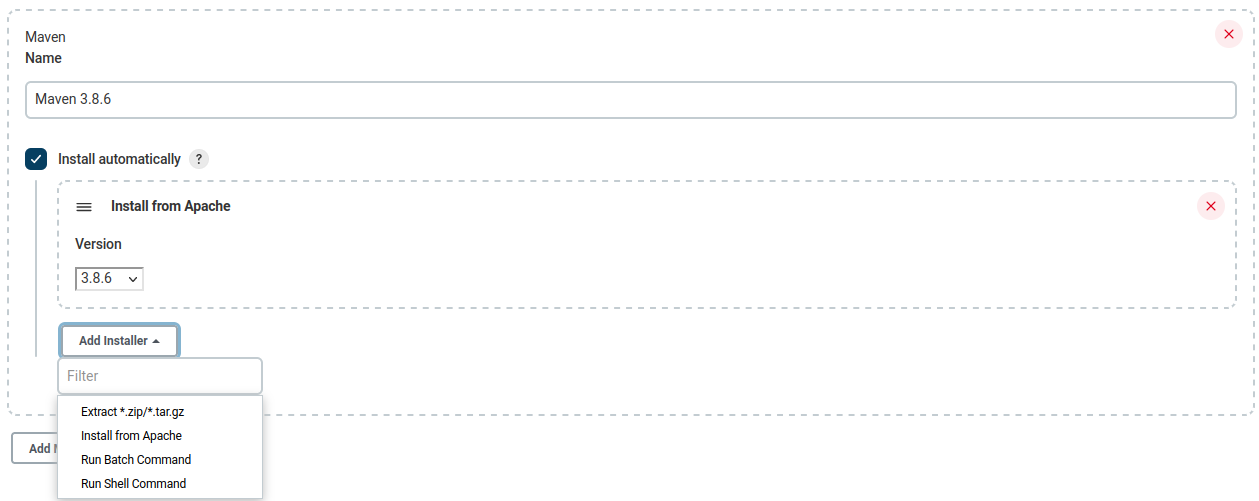 Maven
Name
Maven 3.8.6
Install automatically ?
Install from Apache
Version
3.8.6
Add Installer
Filter
Extract *.zip/*.tar.gz
Install from Apache
Add
Run Batch Command
Run Shell Command